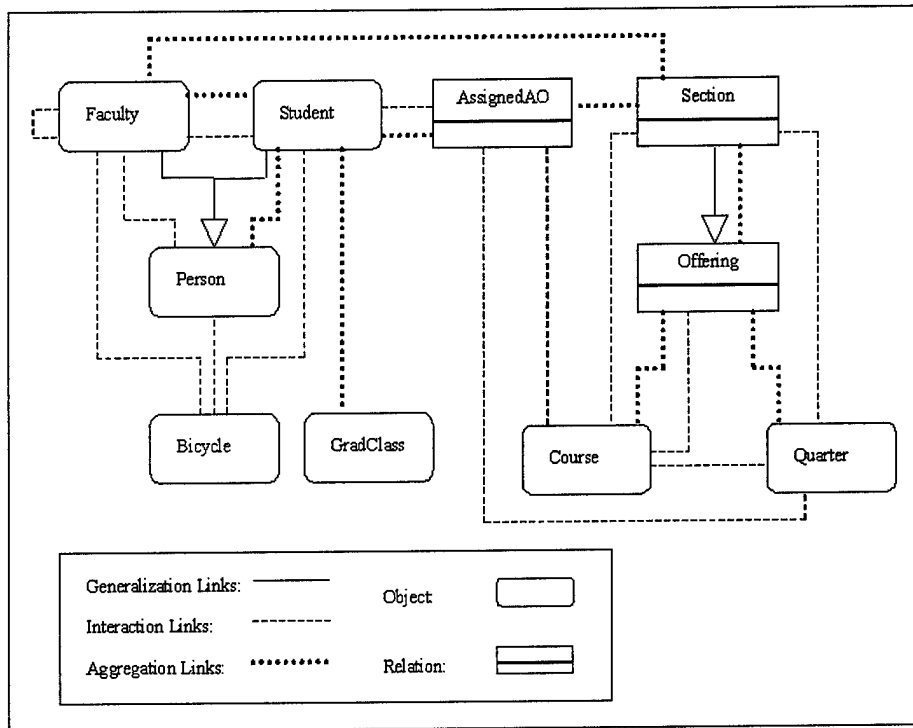 Faculty
Student
AssignedAO
Section
Person
Offering
Bicycle
GradClass
Course
Quarter
Generalization Links:
Object:
Interaction Links:
Aggregation Links:
Relation: